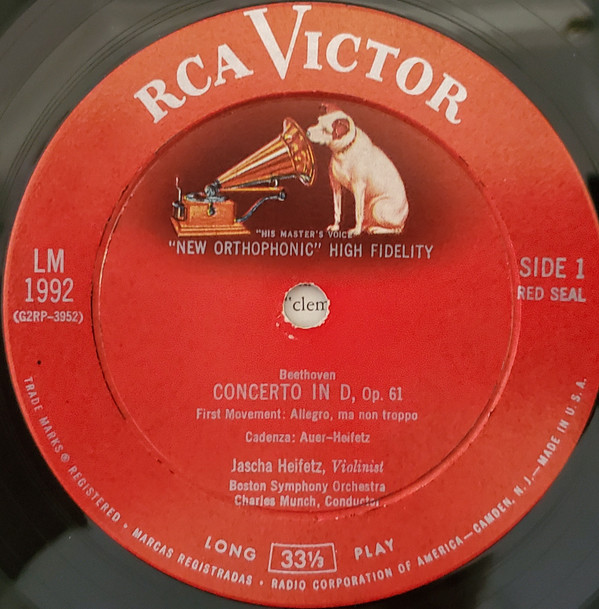 RCA VICTOR
"HIS MASTER'S VOICE"
"NEW ORTHOPHONIC" HIGH FIDELITY
LM
1992
(G2RP-3952)
SIDE 1
RED SEAL
"clem
Beethoven
CONCERTO IN D, Op. 61
First Movement: Allegro, ma non troppo
Cadenza: Auer-Heifetz
Jascha Heifetz, Violinist
Boston Symphony Orchestra
Charles Munch, Conductor
LONG 33⅓ PLAY
TRADE MARKS ® REGISTERED • MARCAS REGISTRADAS • RADIO CORPORATION OF AMERICA—CAMDEN, N. J.—MADE IN U.S.A.